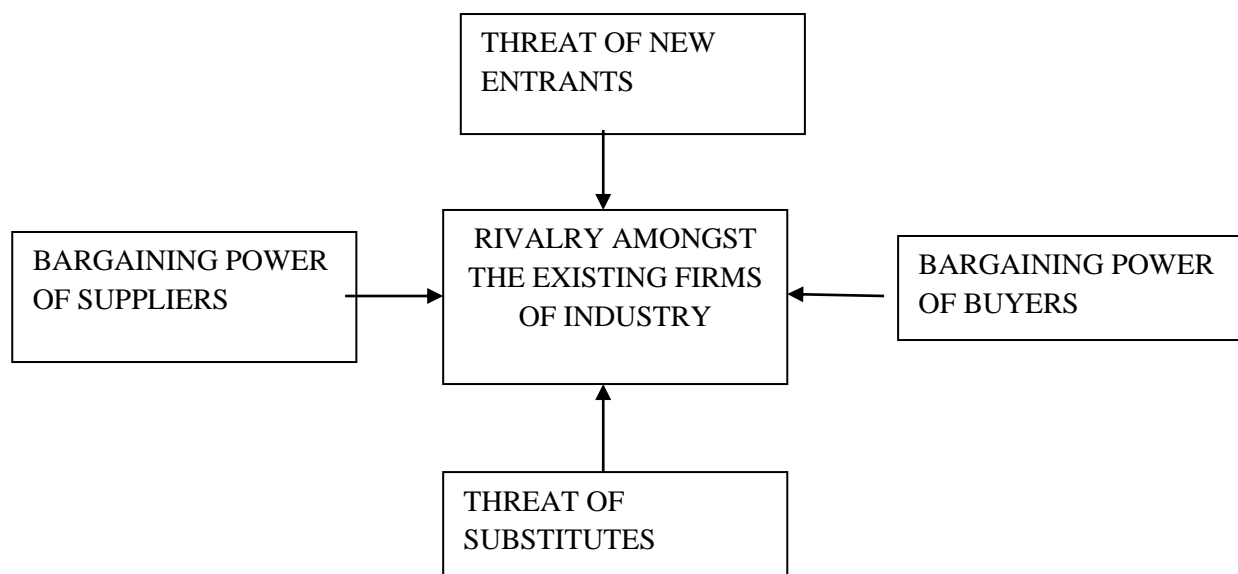 THREAT OF NEW
ENTRANTS
RIVALRY AMONGST
THE EXISTING FIRMS
OF INDUSTRY
BARGAINING POWER
OF SUPPLIERS
BARGAINING POWER
OF BUYERS
THREAT OF
SUBSTITUTES